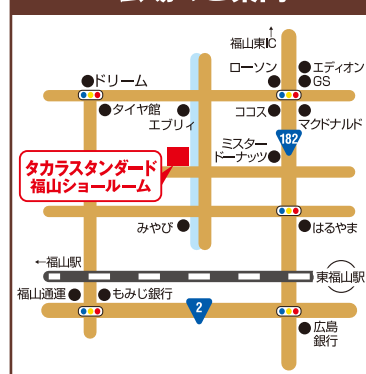 福山東IC
ドリーム
ローソン
エディオン
GS
タイヤ館
エブリィ
ココス
マクドナルド
182
ミスター
ドーナッツ
タカラスタンダード
福山ショールーム
みやび
はるやま
←福山駅
東福山駅
福山通運
もみじ銀行
2
広島
銀行